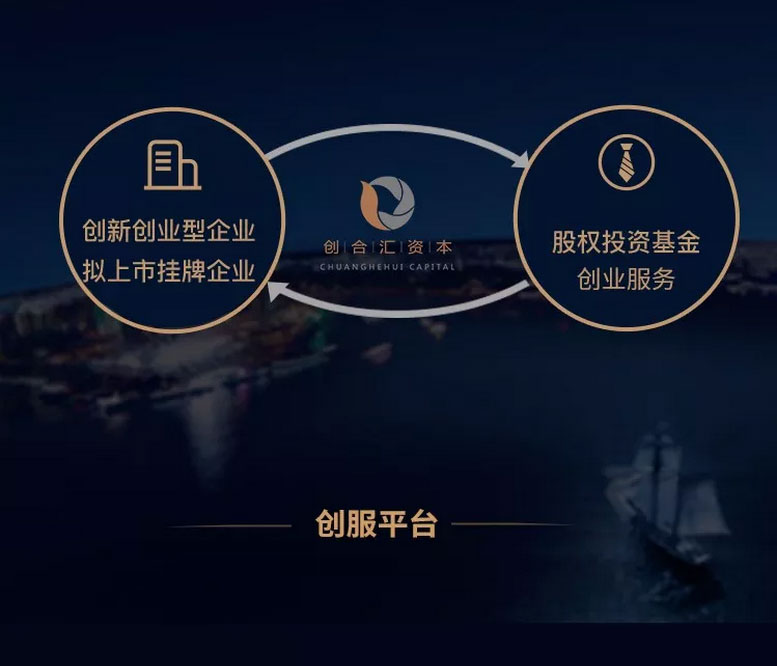 创新创业型企业
拟上市挂牌企业
创|合|汇|资|本
CHUANGHEHUI CAPITAL
股权投资基金
创业服务
创服平台